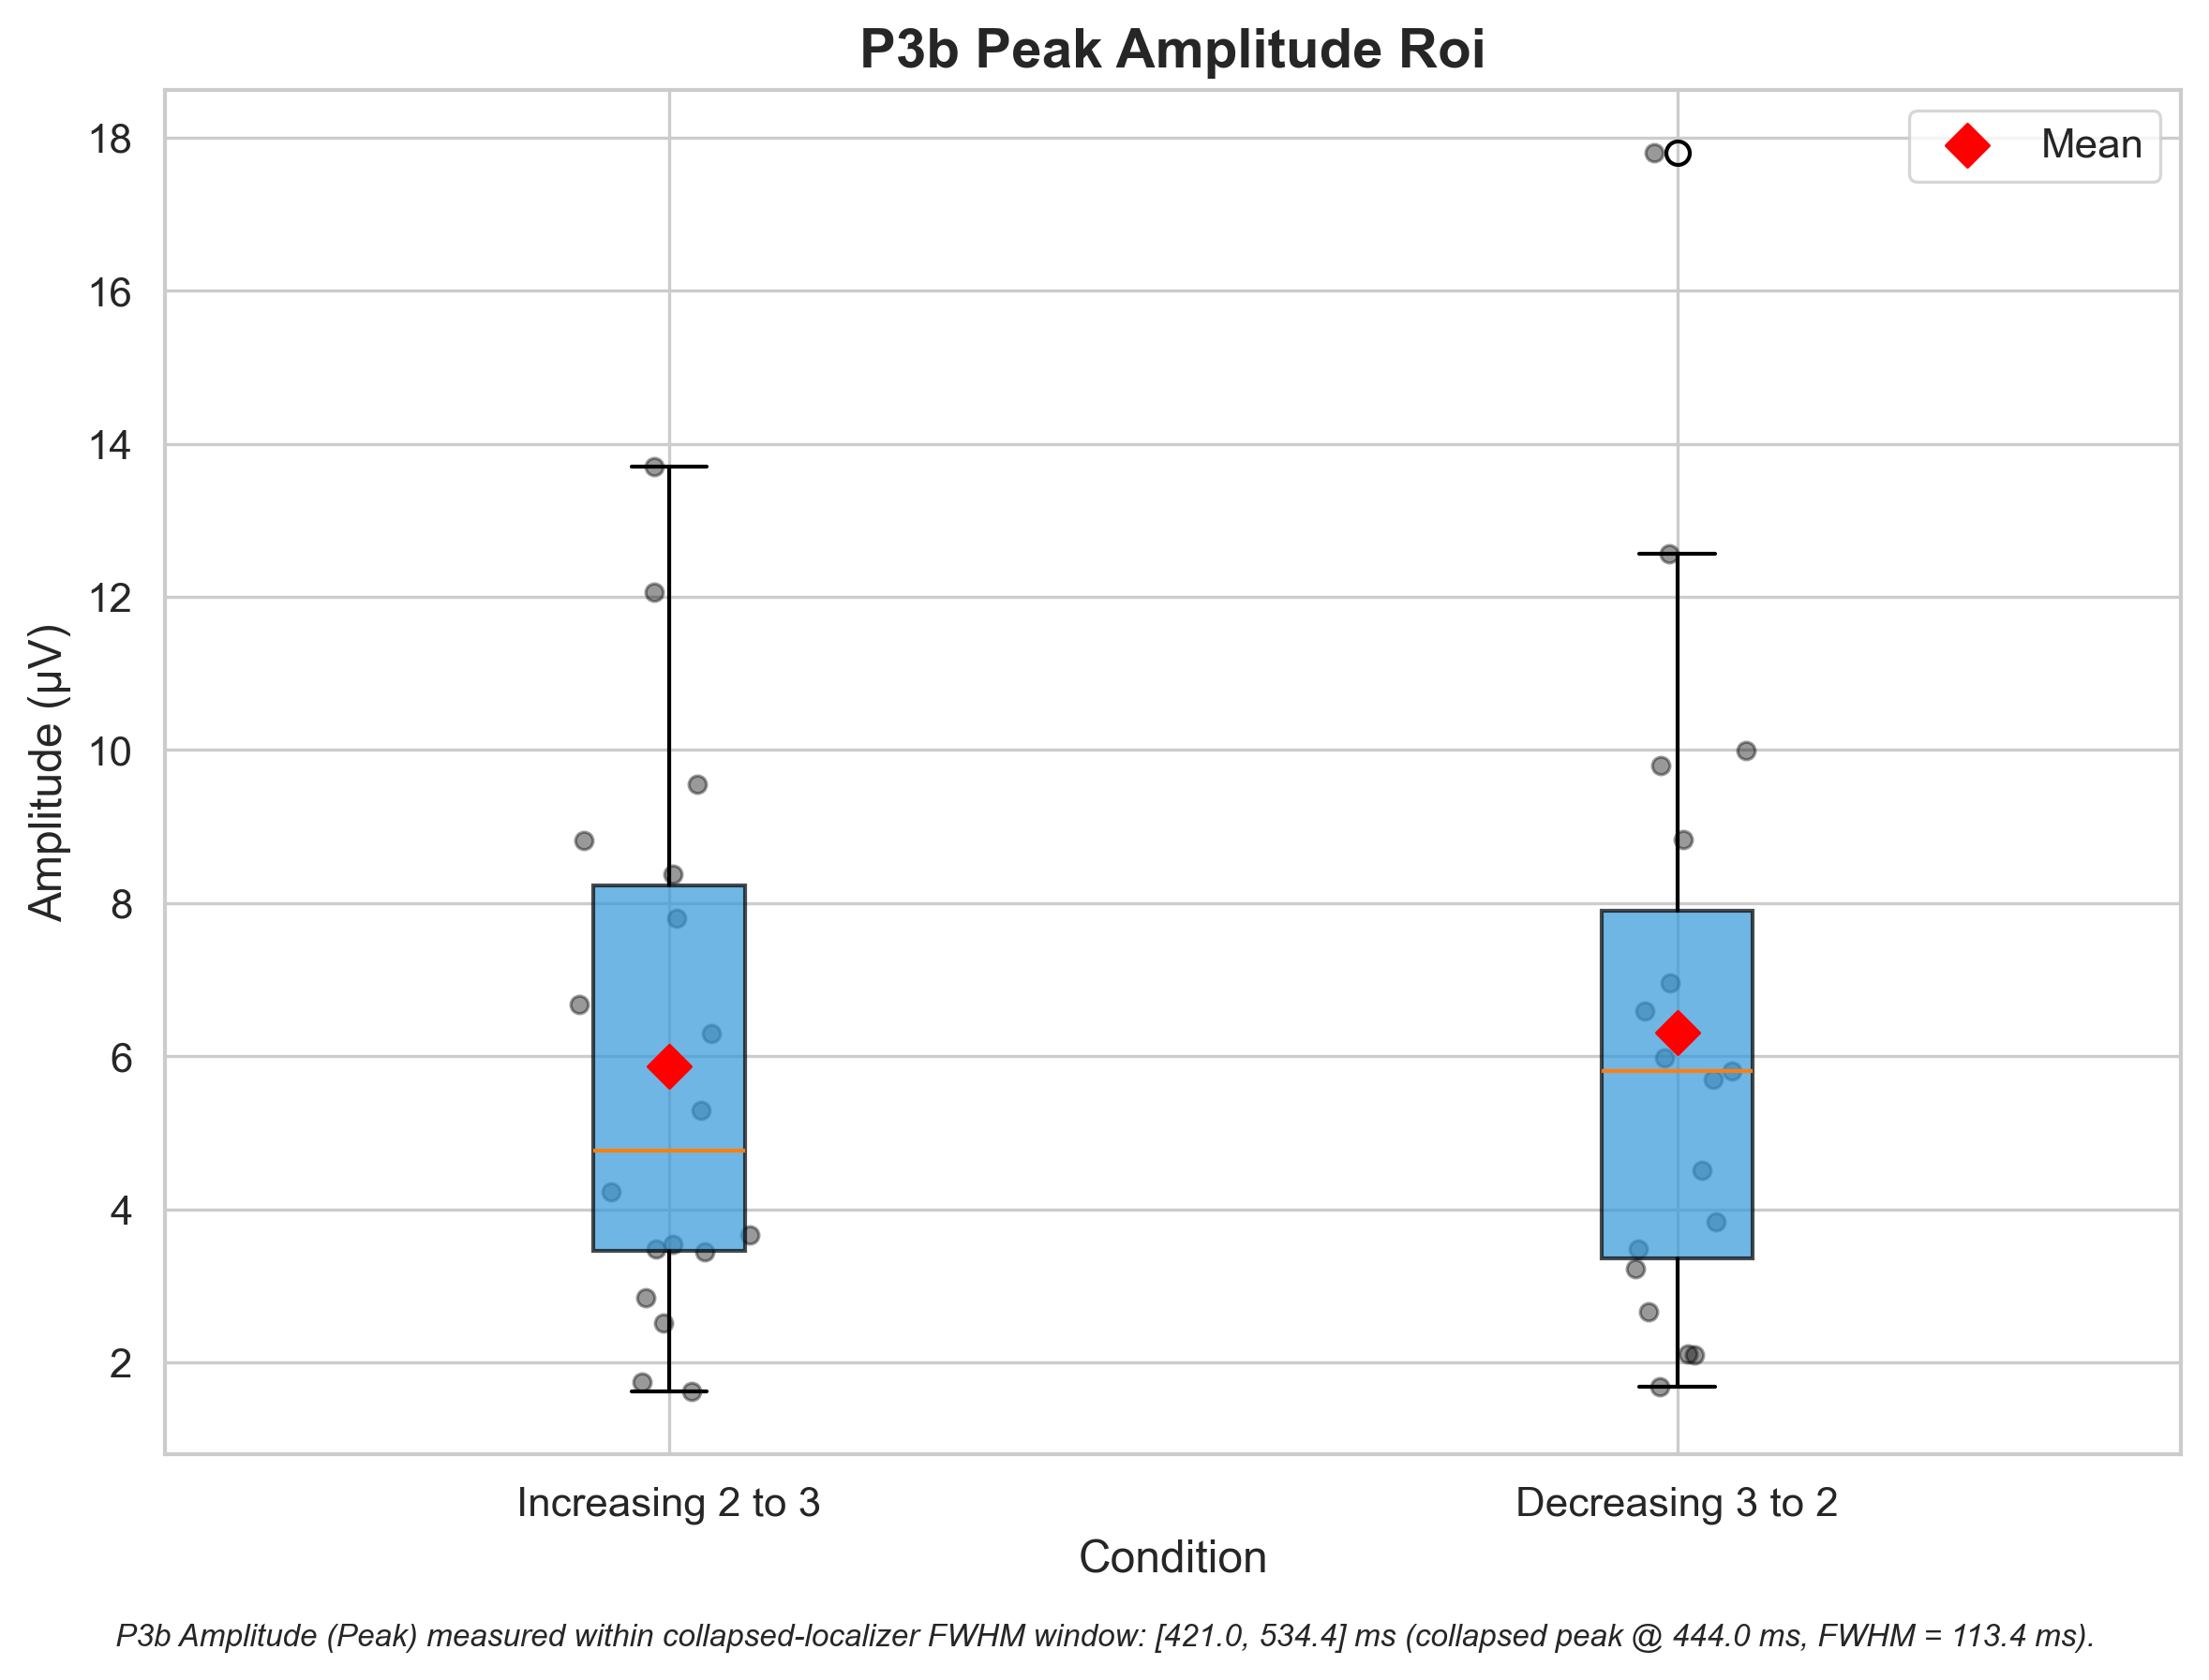 P3b Peak Amplitude Roi
Mean
18
16
14
12
10
8
6
4
2
Amplitude (µV)
Increasing 2 to 3
Decreasing 3 to 2
Condition
P3b Amplitude (Peak) measured within collapsed-localizer FWHM window: [421.0, 534.4] ms (collapsed peak @ 444.0 ms, FWHM = 113.4 ms).